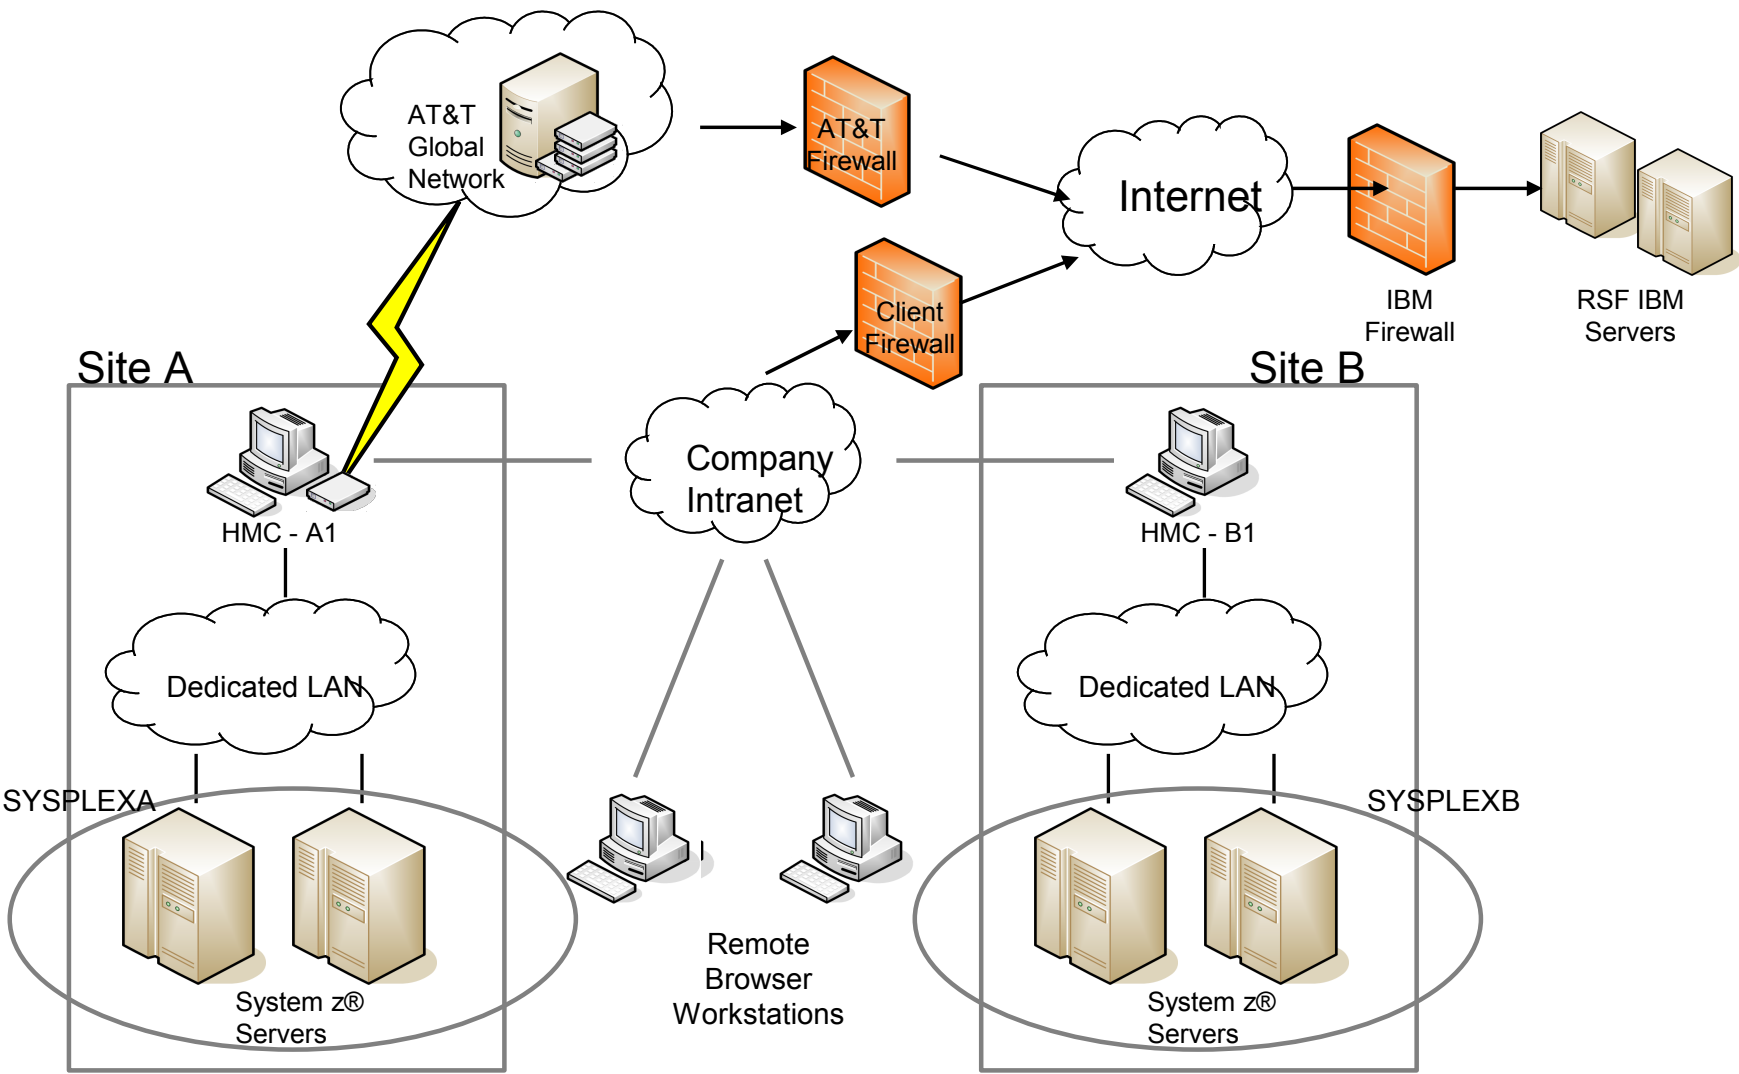 AT&T
Global
Network
AT&T
Firewall
Internet
IBM
Firewall
RSF IBM
Servers
Client
Firewall
Site A
Site B
Company
Intranet
HMC - A1
HMC - B1
Dedicated LAN
Dedicated LAN
SYSPLEXA
SYSPLEXB
Remote
Browser
Workstations
System z®
Servers
System z®
Servers